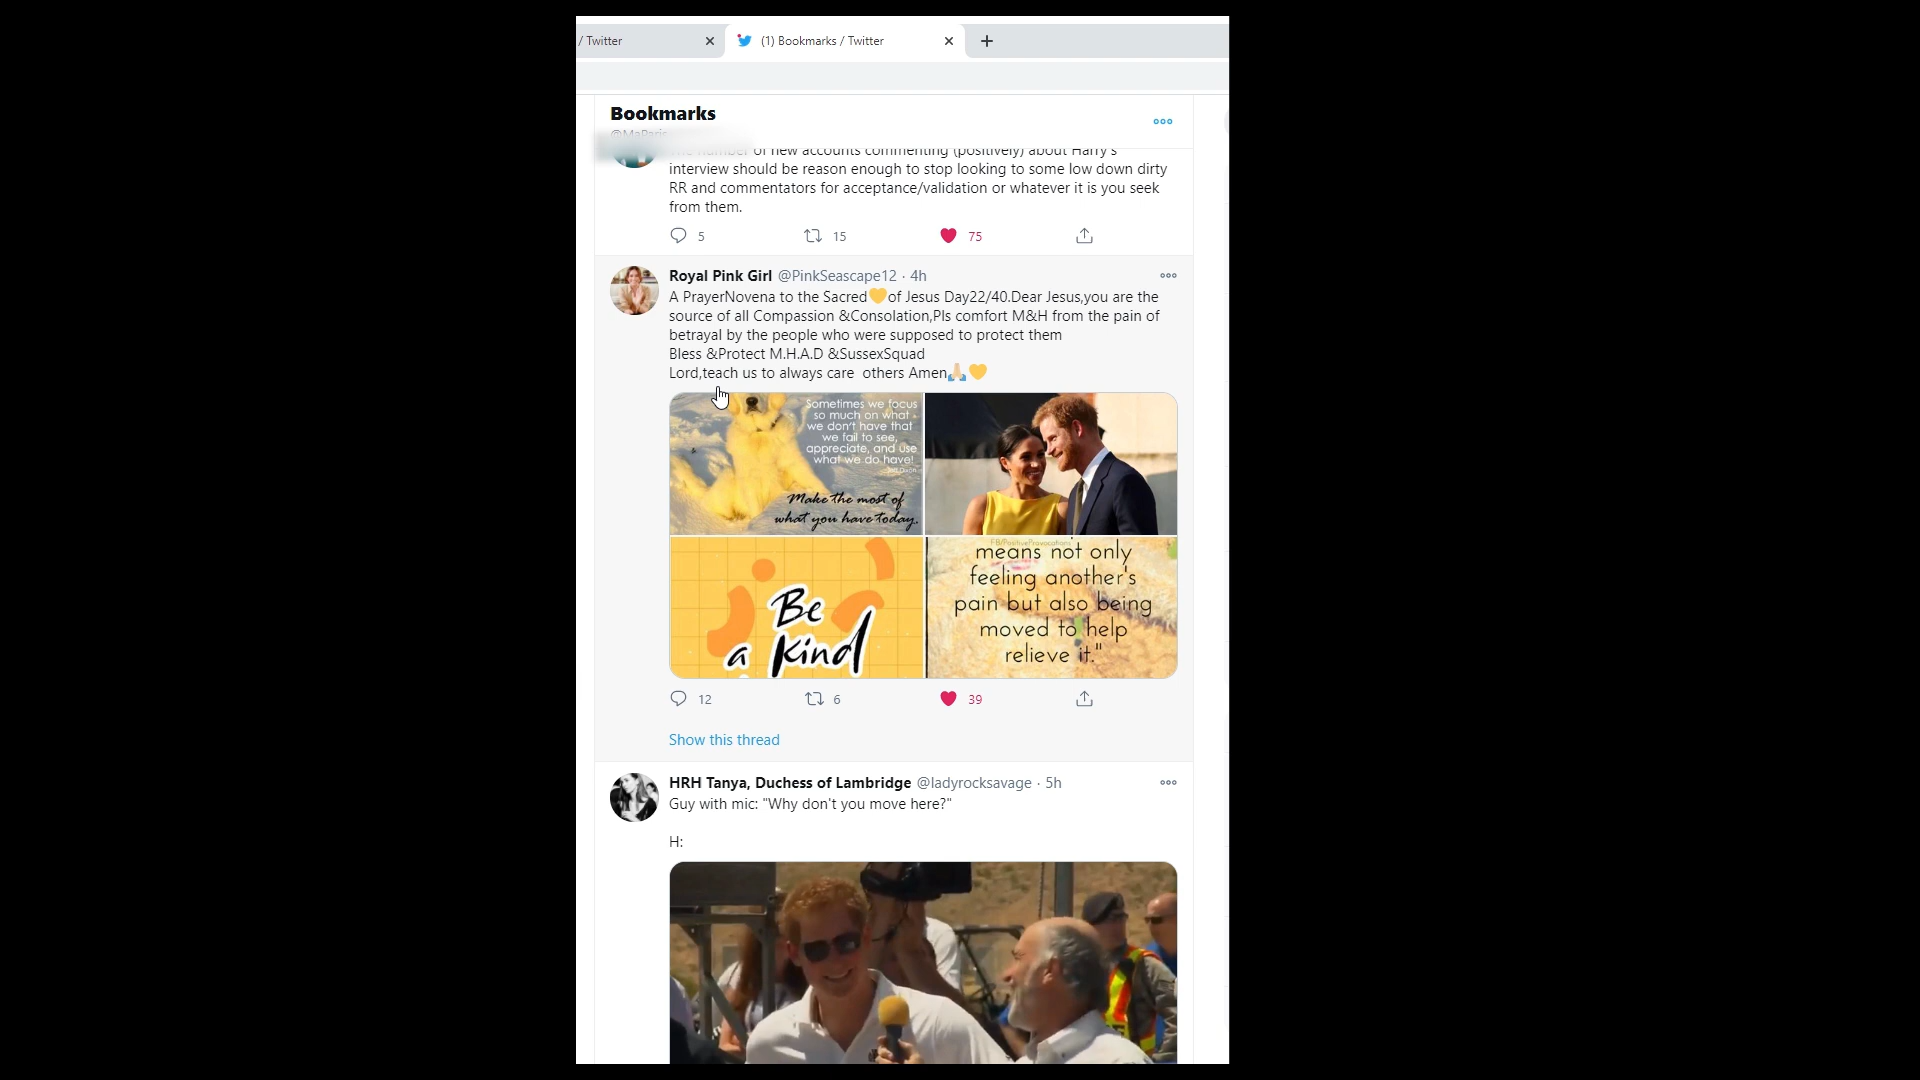 / Twitter
(1) Bookmarks / Twitter
Bookmarks
number of new accounts commenting (positively) about Harry's
interview should be reason enough to stop looking to some low down dirty
RR and commentators for acceptance/validation or whatever it is you seek
from them.
5 15 75
Royal Pink Girl @PinkSeascape12 · 4h
A PrayerNovena to the Sacred💛of Jesus Day22/40.Dear Jesus,you are the
source of all Compassion &Consolation,Pls comfort M&H from the pain of
betrayal by the people who were supposed to protect them
Bless &Protect M.H.A.D &SussexSquad
Lord,teach us to always care  others Amen🙏🏼💛
Sometimes we focus
so much on what
we don't have that
we fail to see,
appreciate, and use
what we do have!
Make the most of
what you have today.
Be
a kind
FB/PositiveProvocations
means not only
feeling another's
pain but also being
moved to help
relieve it."
12 6 39
Show this thread
HRH Tanya, Duchess of Lambridge @ladyrocksavage · 5h
Guy with mic: "Why don't you move here?"
H: